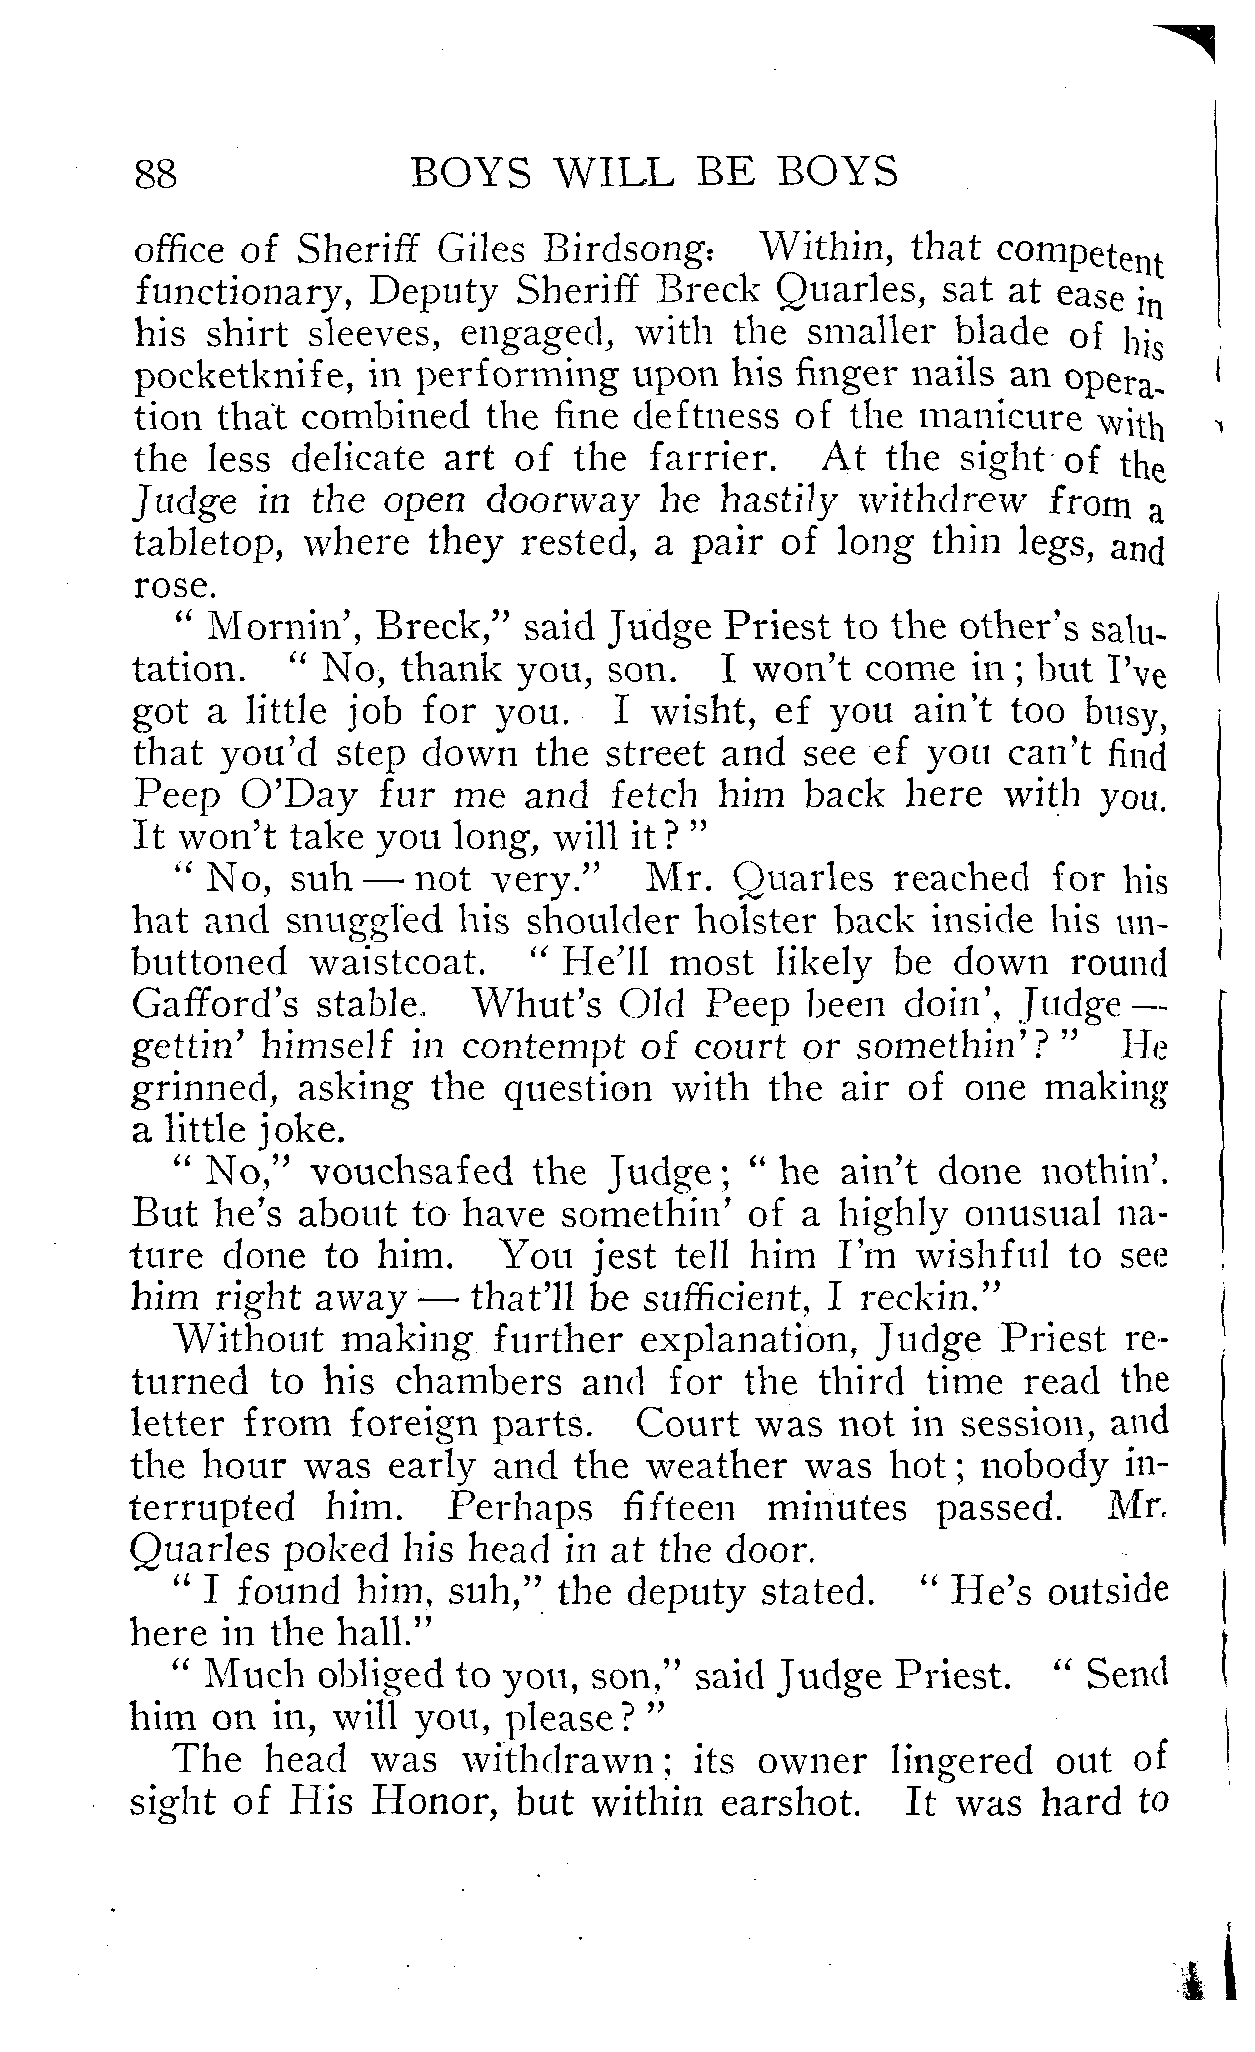 88 BOYS WILL BE BOYS
office of Sheriff Giles Birdsong: Within, that competent
functionary, Deputy Sheriff Breck Quarles, sat at ease in
his shirt sleeves, engaged, with the smaller blade of his
pocketknife, in performing upon his finger nails an opera-
tion that combined the fine deftness of the manicure with
the less delicate art of the farrier. At the sight of the
Judge in the open doorway he hastily withdrew from a
tabletop, where they rested, a pair of long thin legs, and
rose.
" Mornin', Breck," said Judge Priest to the other's salu-
tation. " No, thank you, son. I won't come in ; but I've
got a little job for you. I wisht, ef you ain't too busy,
that you'd step down the street and see ef you can't find
Peep O'Day fur me and fetch him back here with you.
It won't take you long, will it? "
" No, suh — not very." Mr. Quarles reached for his
hat and snuggled his shoulder holster back inside his un-
buttoned waistcoat. " He'll most likely be down round
Gafford's stable. Whut's Old Peep been doin', Judge —
gettin' himself in contempt of court or somethin'? " He
grinned, asking the question with the air of one making
a little joke.
" No," vouchsafed the Judge ; " he ain't done nothin'.
But he's about to have somethin' of a highly onusual na-
ture done to him. You jest tell him I'm wishful to see
him right away — that'll be sufficient, I reckin."
Without making further explanation, Judge Priest re-
turned to his chambers and for the third time read the
letter from foreign parts. Court was not in session, and
the hour was early and the weather was hot ; nobody in-
terrupted him. Perhaps fifteen minutes passed. Mr.
Quarles poked his head in at the door.
" I found him, suh," the deputy stated. " He's outside
here in the hall."
" Much obliged to you, son," said Judge Priest. " Send
him on in, will you, please? "
The head was withdrawn ; its owner lingered out of
sight of His Honor, but within earshot. It was hard to